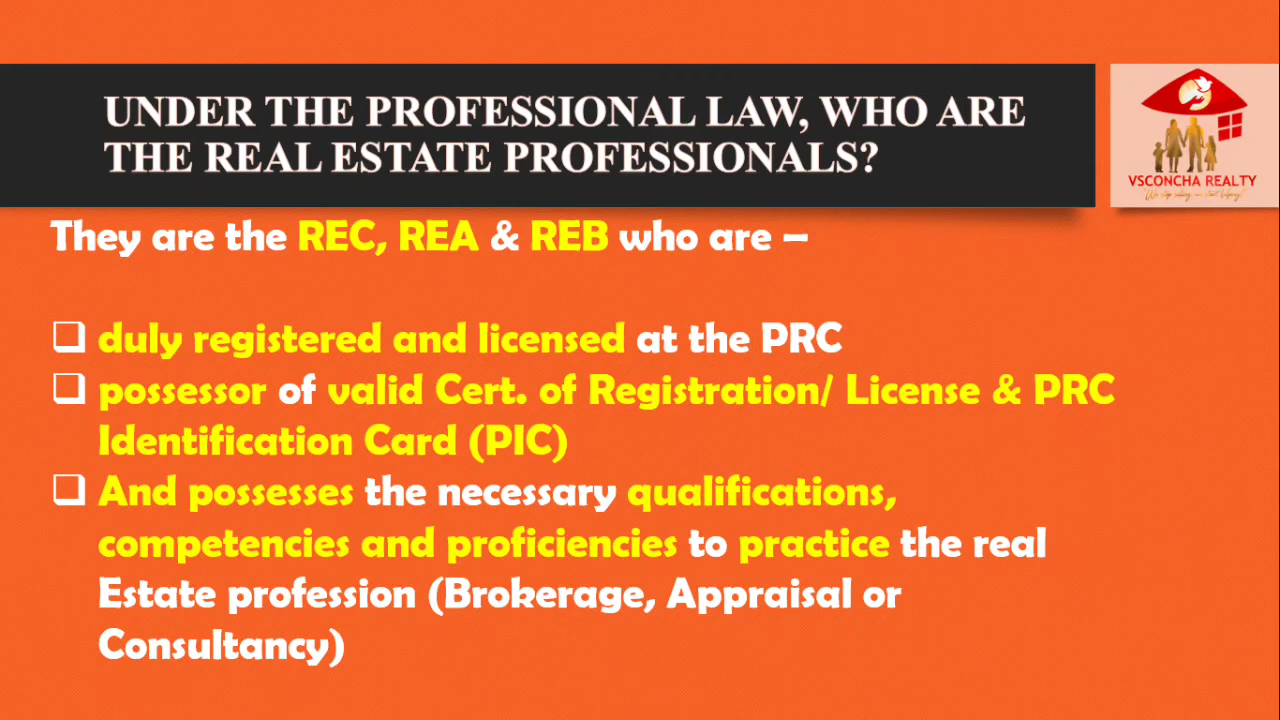 UNDER THE PROFESSIONAL LAW, WHO ARE
THE REAL ESTATE PROFESSIONALS?
VSCONCHA REALTY
They are the REC, REA & REB who are –
❑ duly registered and licensed at the PRC
❑ possessor of valid Cert. of Registration/ License & PRC
Identification Card (PIC)
❑ And possesses the necessary qualifications,
competencies and proficiencies to practice the real
Estate profession (Brokerage, Appraisal or
Consultancy)